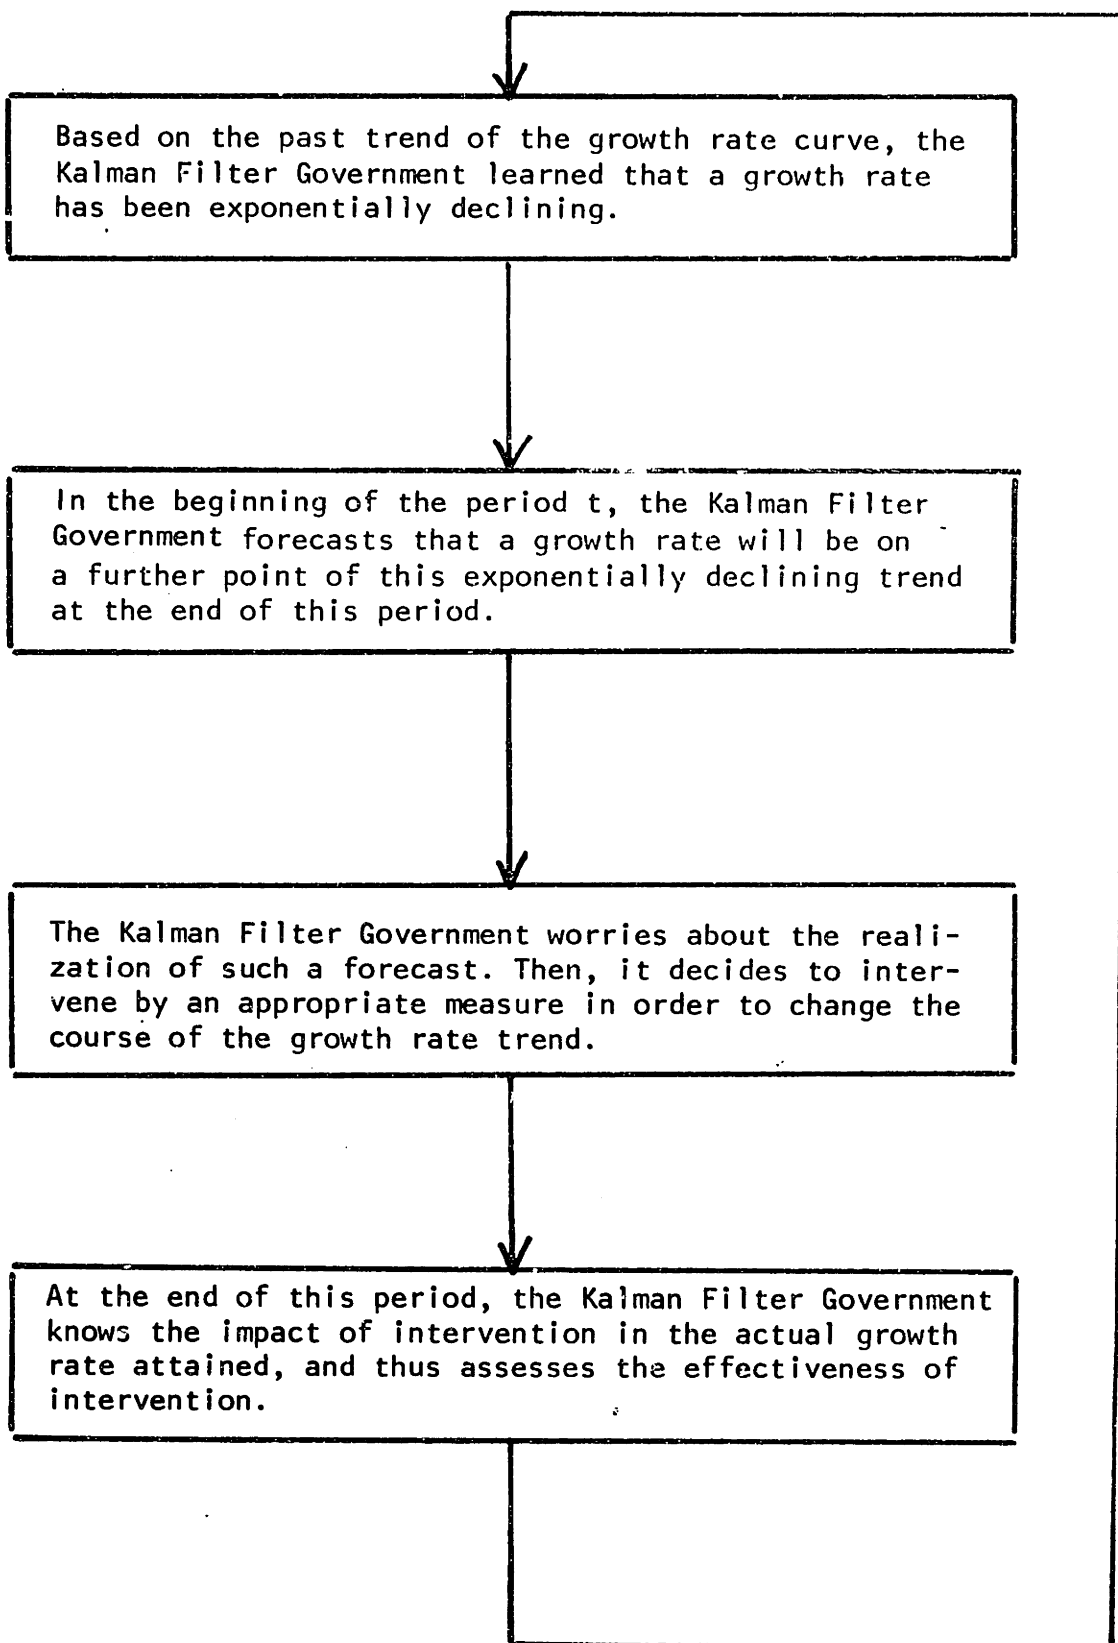 Based on the past trend of the growth rate curve, the
Kalman Filter Government learned that a growth rate
has been exponentially declining.
In the beginning of the period t, the Kalman Filter
Government forecasts that a growth rate will be on
a further point of this exponentially declining trend
at the end of this period.
The Kalman Filter Government worries about the reali-
zation of such a forecast. Then, it decides to inter-
vene by an appropriate measure in order to change the
course of the growth rate trend.
At the end of this period, the Kalman Filter Government
knows the impact of intervention in the actual growth
rate attained, and thus assesses the effectiveness of
intervention.